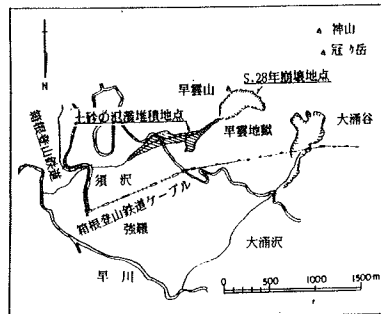 神山
冠り岳
S.28年崩壊地点
早雲山
土砂の氾濫堆積地点
早雲地獄
大涌谷
N
箱根登山鉄道
須沢
箱根登山鉄道ケーブル
強羅
大涌沢
早川
0 500 1000 1500m